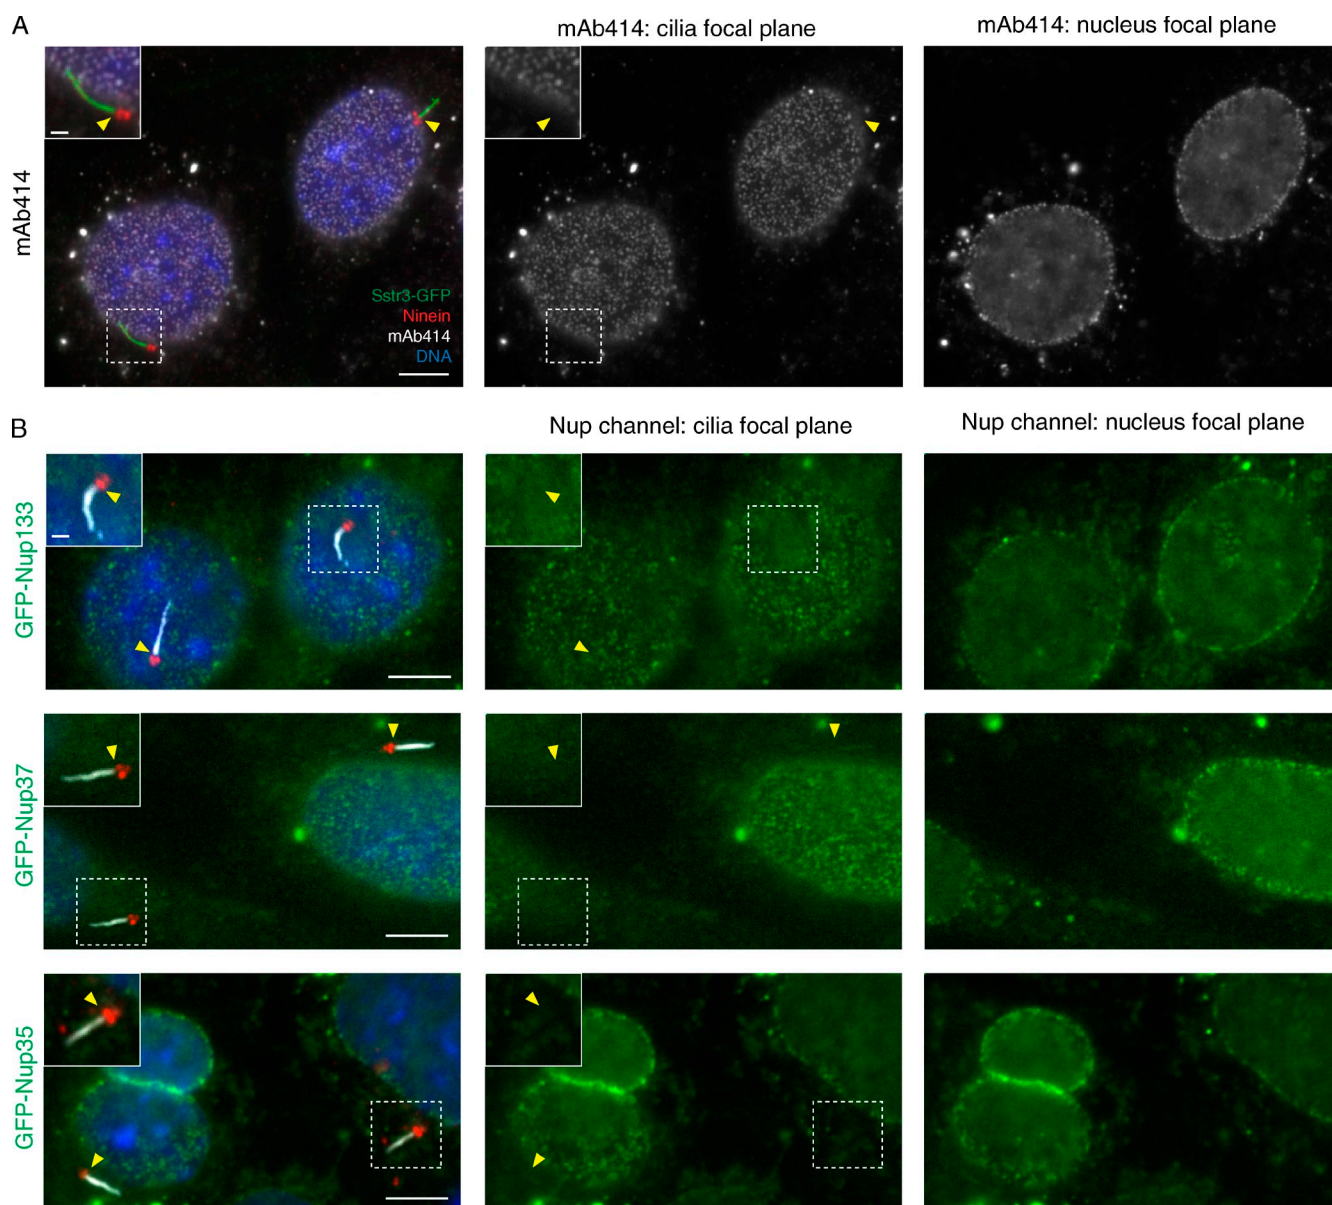 A
mAb414: cilia focal plane
mAb414: nucleus focal plane
mAb414
Sstr3-GFP
Ninein
mAb414
DNA
B
Nup channel: cilia focal plane
Nup channel: nucleus focal plane
GFP-Nup133
GFP-Nup37
GFP-Nup35